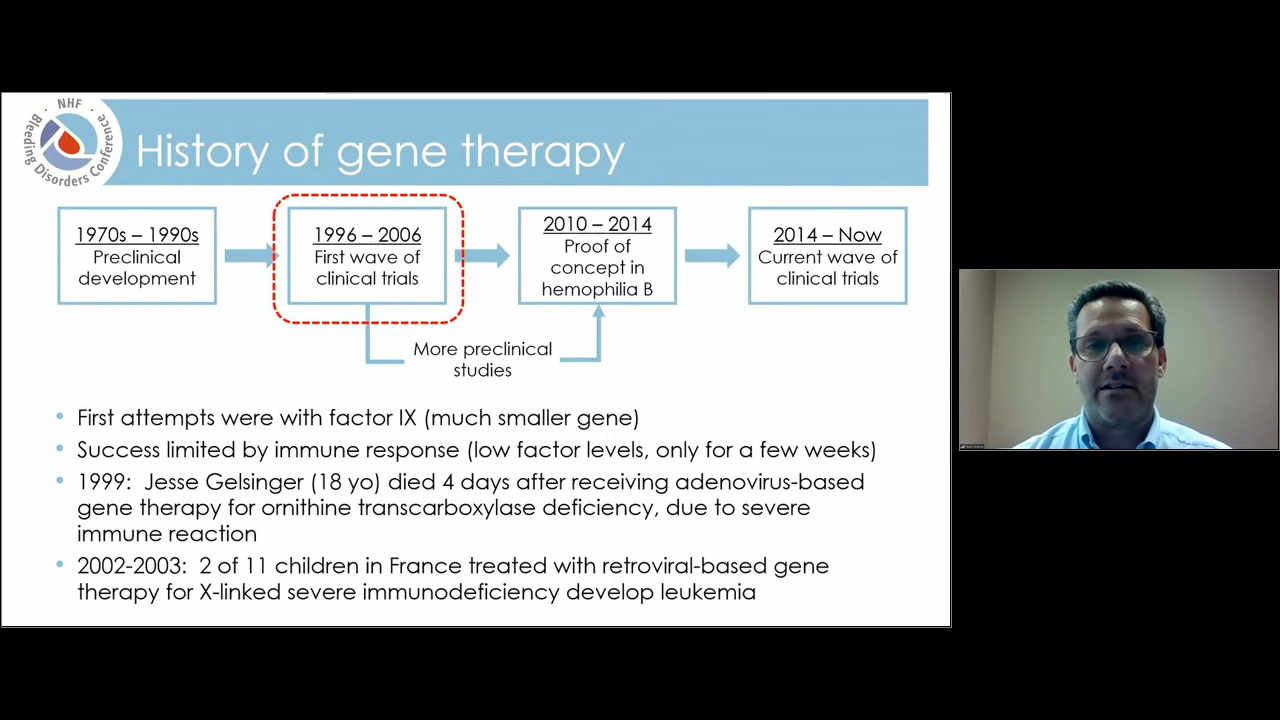 · NHF ·
Bleeding Disorders Conference
History of gene therapy
1970s – 1990s
Preclinical
development
1996 – 2006
First wave of
clinical trials
2010 – 2014
Proof of
concept in
hemophilia B
2014 – Now
Current wave of
clinical trials
More preclinical
studies
• First attempts were with factor IX (much smaller gene)
• Success limited by immune response (low factor levels, only for a few weeks)
• 1999:  Jesse Gelsinger (18 yo) died 4 days after receiving adenovirus-based
gene therapy for ornithine transcarboxylase deficiency, due to severe
immune reaction
• 2002-2003:  2 of 11 children in France treated with retroviral-based gene
therapy for X-linked severe immunodeficiency develop leukemia